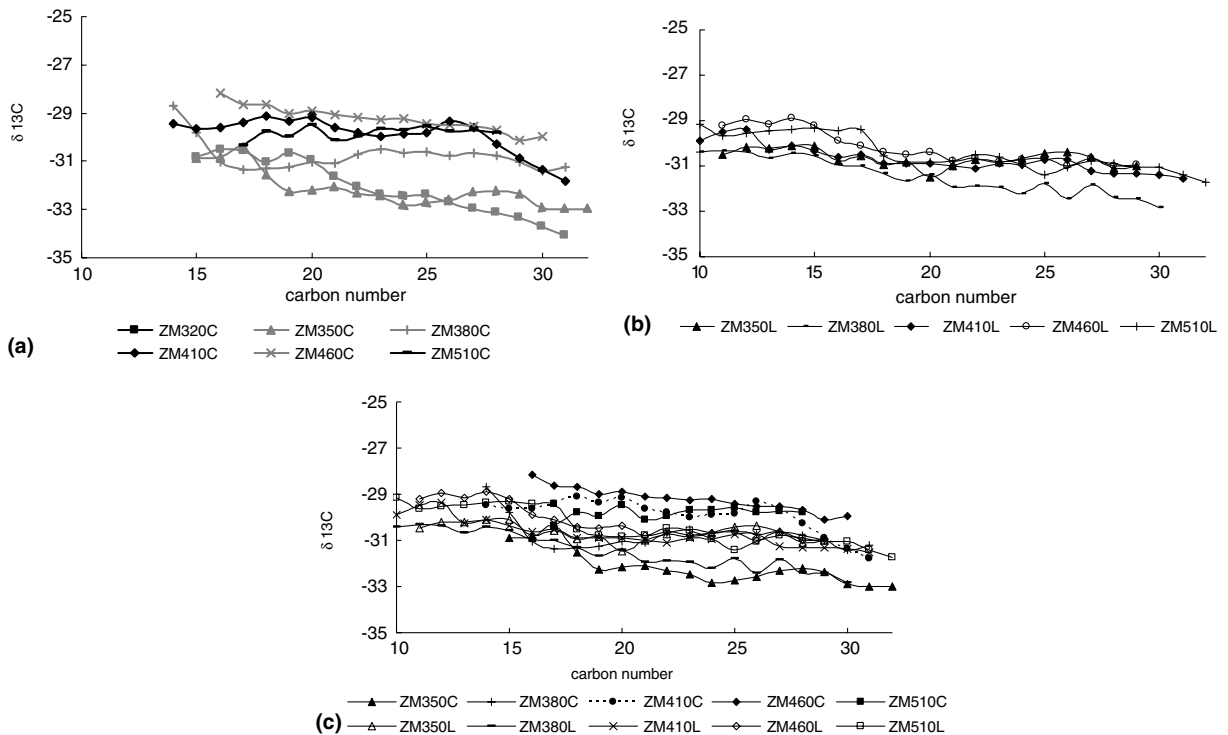 -25
-27
-29
-31
-33
-35
δ 13C
10 15 20 25 30
carbon number
ZM320C ZM350C ZM380C
ZM410C ZM460C ZM510C
(a)
-25
-27
-29
-31
-33
-35
δ 13C
10 15 20 25 30
carbon number
(b)
ZM350L ZM380L ZM410L ZM460L ZM510L
-25
-27
-29
-31
-33
-35
δ 13C
10 15 20 25 30
carbon number
ZM350C ZM380C ZM410C ZM460C ZM510C
(c)
ZM350L ZM380L ZM410L ZM460L ZM510L